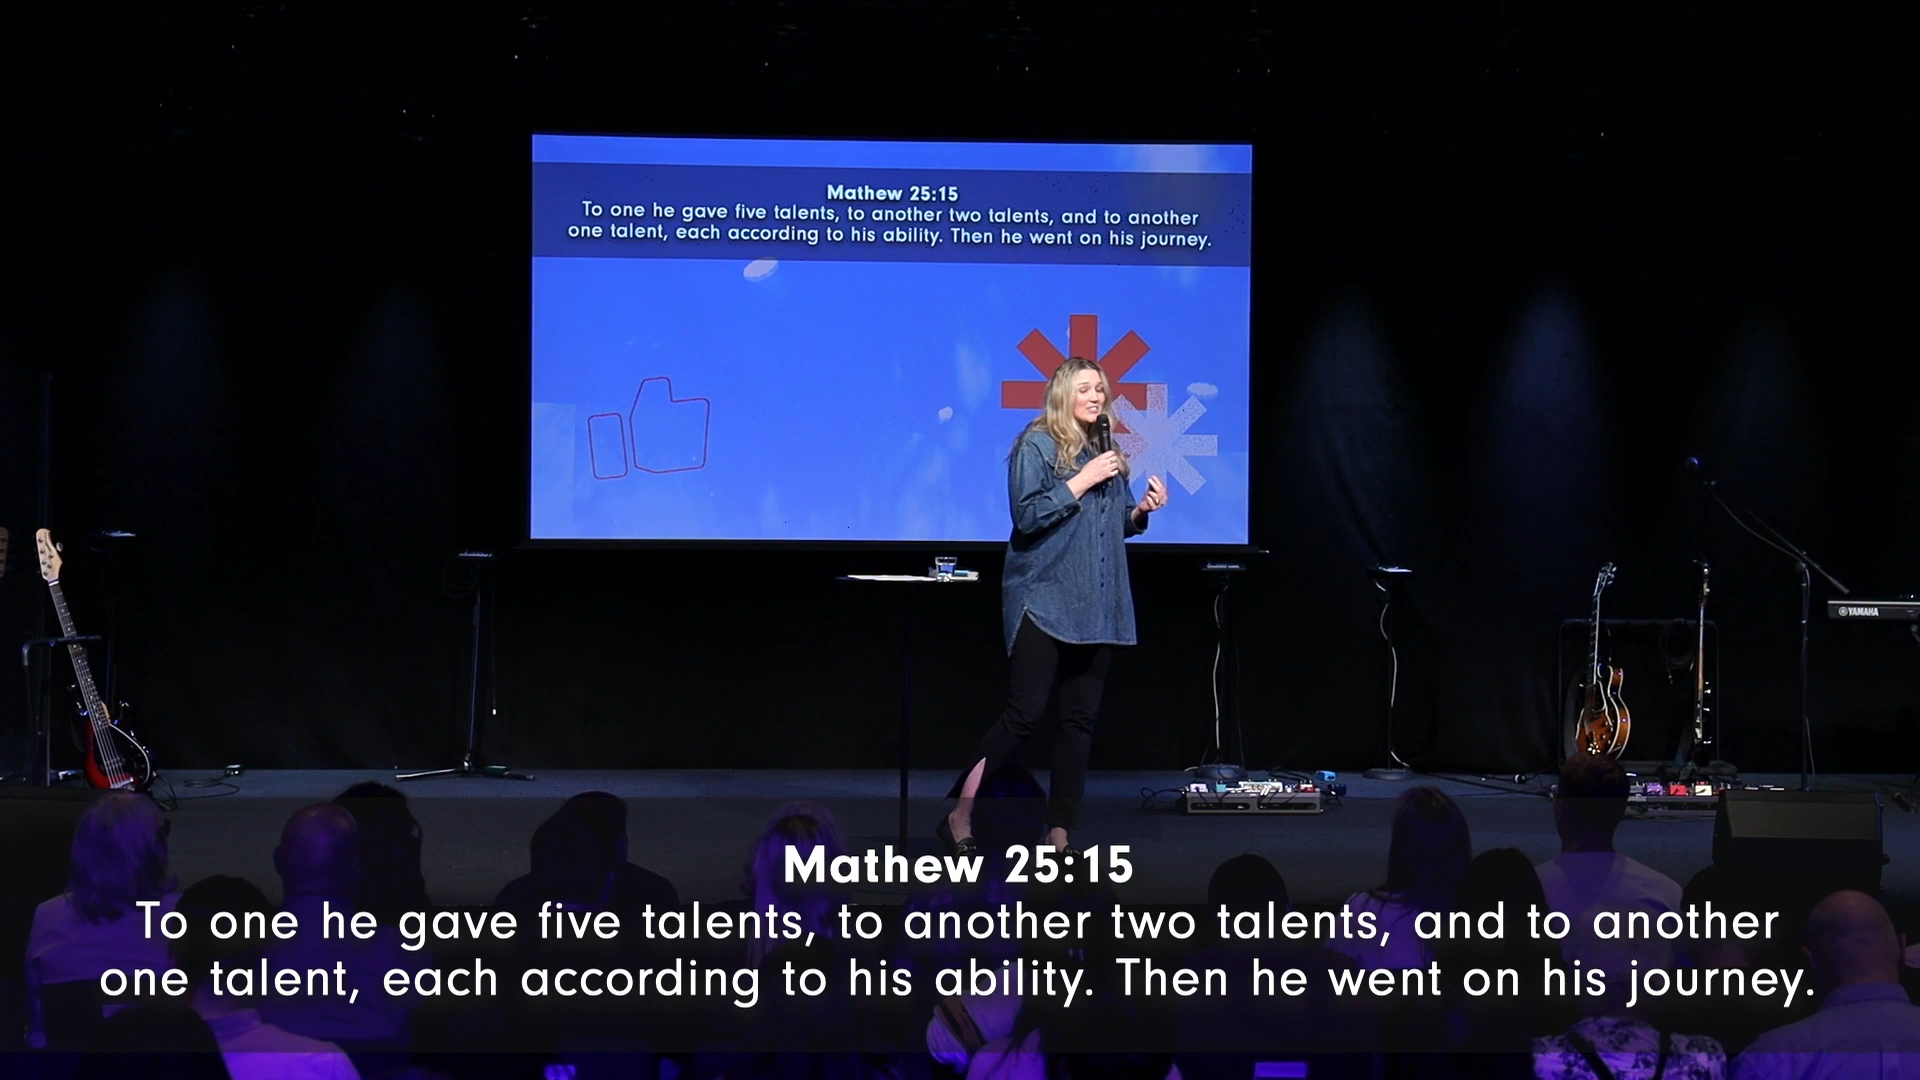 Mathew 25:15
To one he gave five talents, to another two talents, and to another
one talent, each according to his ability. Then he went on his journey.
YAMAHA
Mathew 25:15
To one he gave five talents, to another two talents, and to another
one talent, each according to his ability. Then he went on his journey.